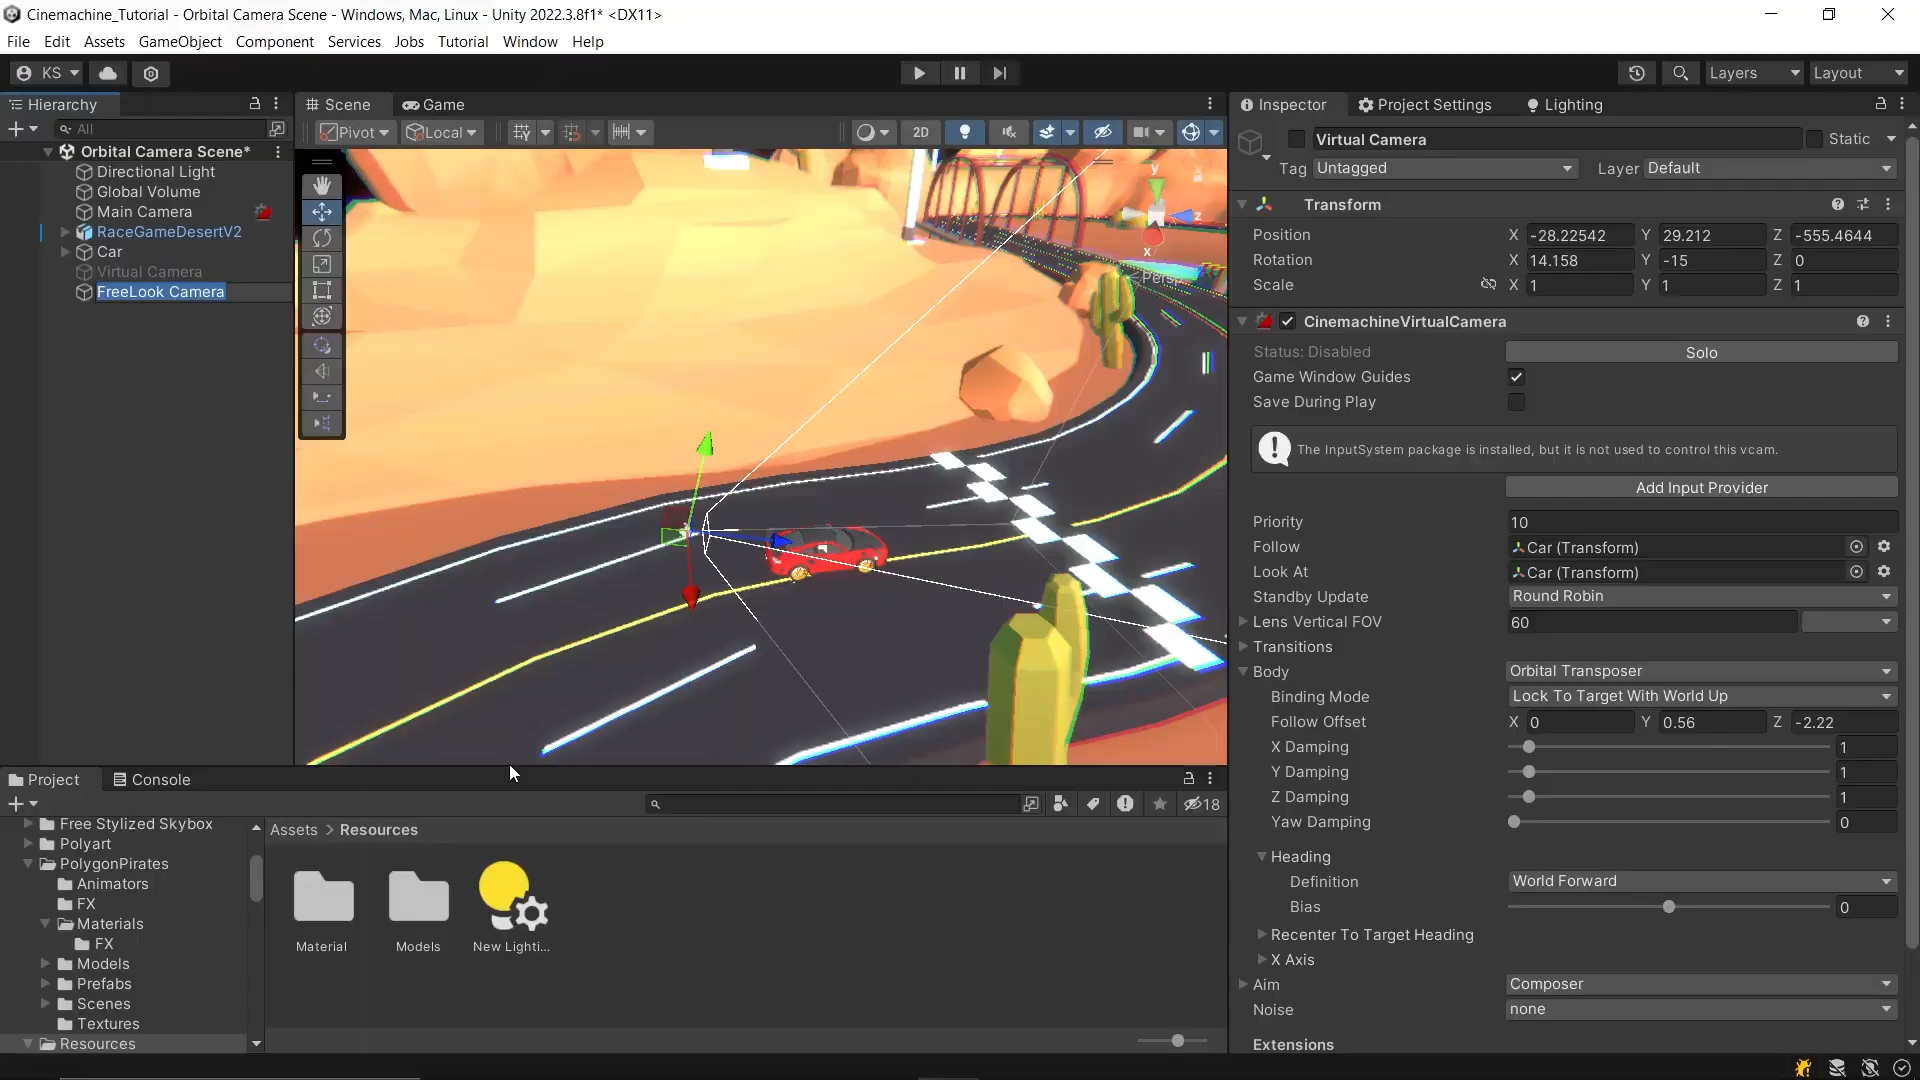 Cinemachine_Tutorial - Orbital Camera Scene - Windows, Mac, Linux - Unity 2022.3.8f1* <DX11>
File Edit Assets GameObject Component Services Jobs Tutorial Window Help
KS Layers Layout
Hierarchy
All
Orbital Camera Scene*
Directional Light
Global Volume
Main Camera
RaceGameDesertV2
Car
Virtual Camera
FreeLook Camera
Scene Game
Pivot Local 2D
y
z
x
Persp
Inspector Project Settings Lighting
Virtual Camera Static
Tag Untagged Layer Default
Transform
Position X -28.22542 Y 29.212 Z -555.4644
Rotation X 14.158 Y -15 Z 0
Scale X 1 Y 1 Z 1
CinemachineVirtualCamera
Status: Disabled Solo
Game Window Guides
Save During Play
The InputSystem package is installed, but it is not used to control this vcam.
Add Input Provider
Priority 10
Follow Car (Transform)
Look At Car (Transform)
Standby Update Round Robin
Lens Vertical FOV 60
Transitions
Body Orbital Transposer
Binding Mode Lock To Target With World Up
Follow Offset X 0 Y 0.56 Z -2.22
X Damping 1
Y Damping 1
Z Damping 1
Yaw Damping 0
Heading
Definition World Forward
Bias 0
Recenter To Target Heading
X Axis
Aim Composer
Noise none
Extensions
Project Console
18
Free Stylized Skybox
Polyart
PolygonPirates
Animators
FX
Materials
FX
Models
Prefabs
Scenes
Textures
Resources
Assets > Resources
Material Models New Lighti...